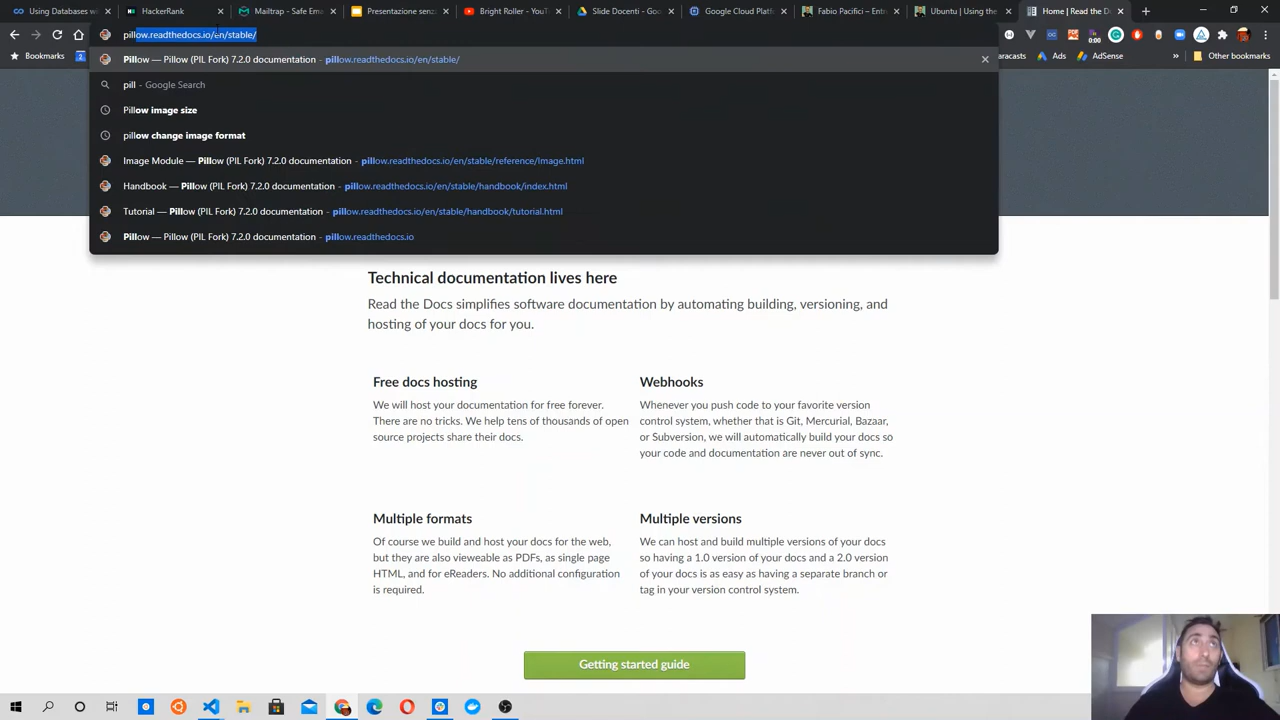 Using Databases wi
HackerRank
Mailtrap - Safe Ema
Presentazione senz
Bright Roller - YouT
Slide Docenti - Goo
Google Cloud Platf
Fabio Pacifici – Em
Ubuntu | Using the
Home | Read the D
pillow.readthedocs.io/en/stable/
0:00
Bookmarks
Pillow — Pillow (PIL Fork) 7.2.0 documentation - pillow.readthedocs.io/en/stable/
aracasts
Ads
AdSense
Other bookmarks
pill - Google Search
Pillow image size
pillow change image format
Image Module — Pillow (PIL Fork) 7.2.0 documentation - pillow.readthedocs.io/en/stable/reference/Image.html
Handbook — Pillow (PIL Fork) 7.2.0 documentation - pillow.readthedocs.io/en/stable/handbook/index.html
Tutorial — Pillow (PIL Fork) 7.2.0 documentation - pillow.readthedocs.io/en/stable/handbook/tutorial.html
Pillow — Pillow (PIL Fork) 7.2.0 documentation - pillow.readthedocs.io
Technical documentation lives here
Read the Docs simplifies software documentation by automating building, versioning, and
hosting of your docs for you.
Free docs hosting
We will host your documentation for free forever.
There are no tricks. We help tens of thousands of open
source projects share their docs.
Webhooks
Whenever you push code to your favorite version
control system, whether that is Git, Mercurial, Bazaar,
or Subversion, we will automatically build your docs so
your code and documentation are never out of sync.
Multiple formats
Of course we build and host your docs for the web,
but they are also viewable as PDFs, as single page
HTML, and for eReaders. No additional configuration
is required.
Multiple versions
We can host and build multiple versions of your docs
so having a 1.0 version of your docs and a 2.0 version
of your docs is as easy as having a separate branch or
tag in your version control system.
Getting started guide